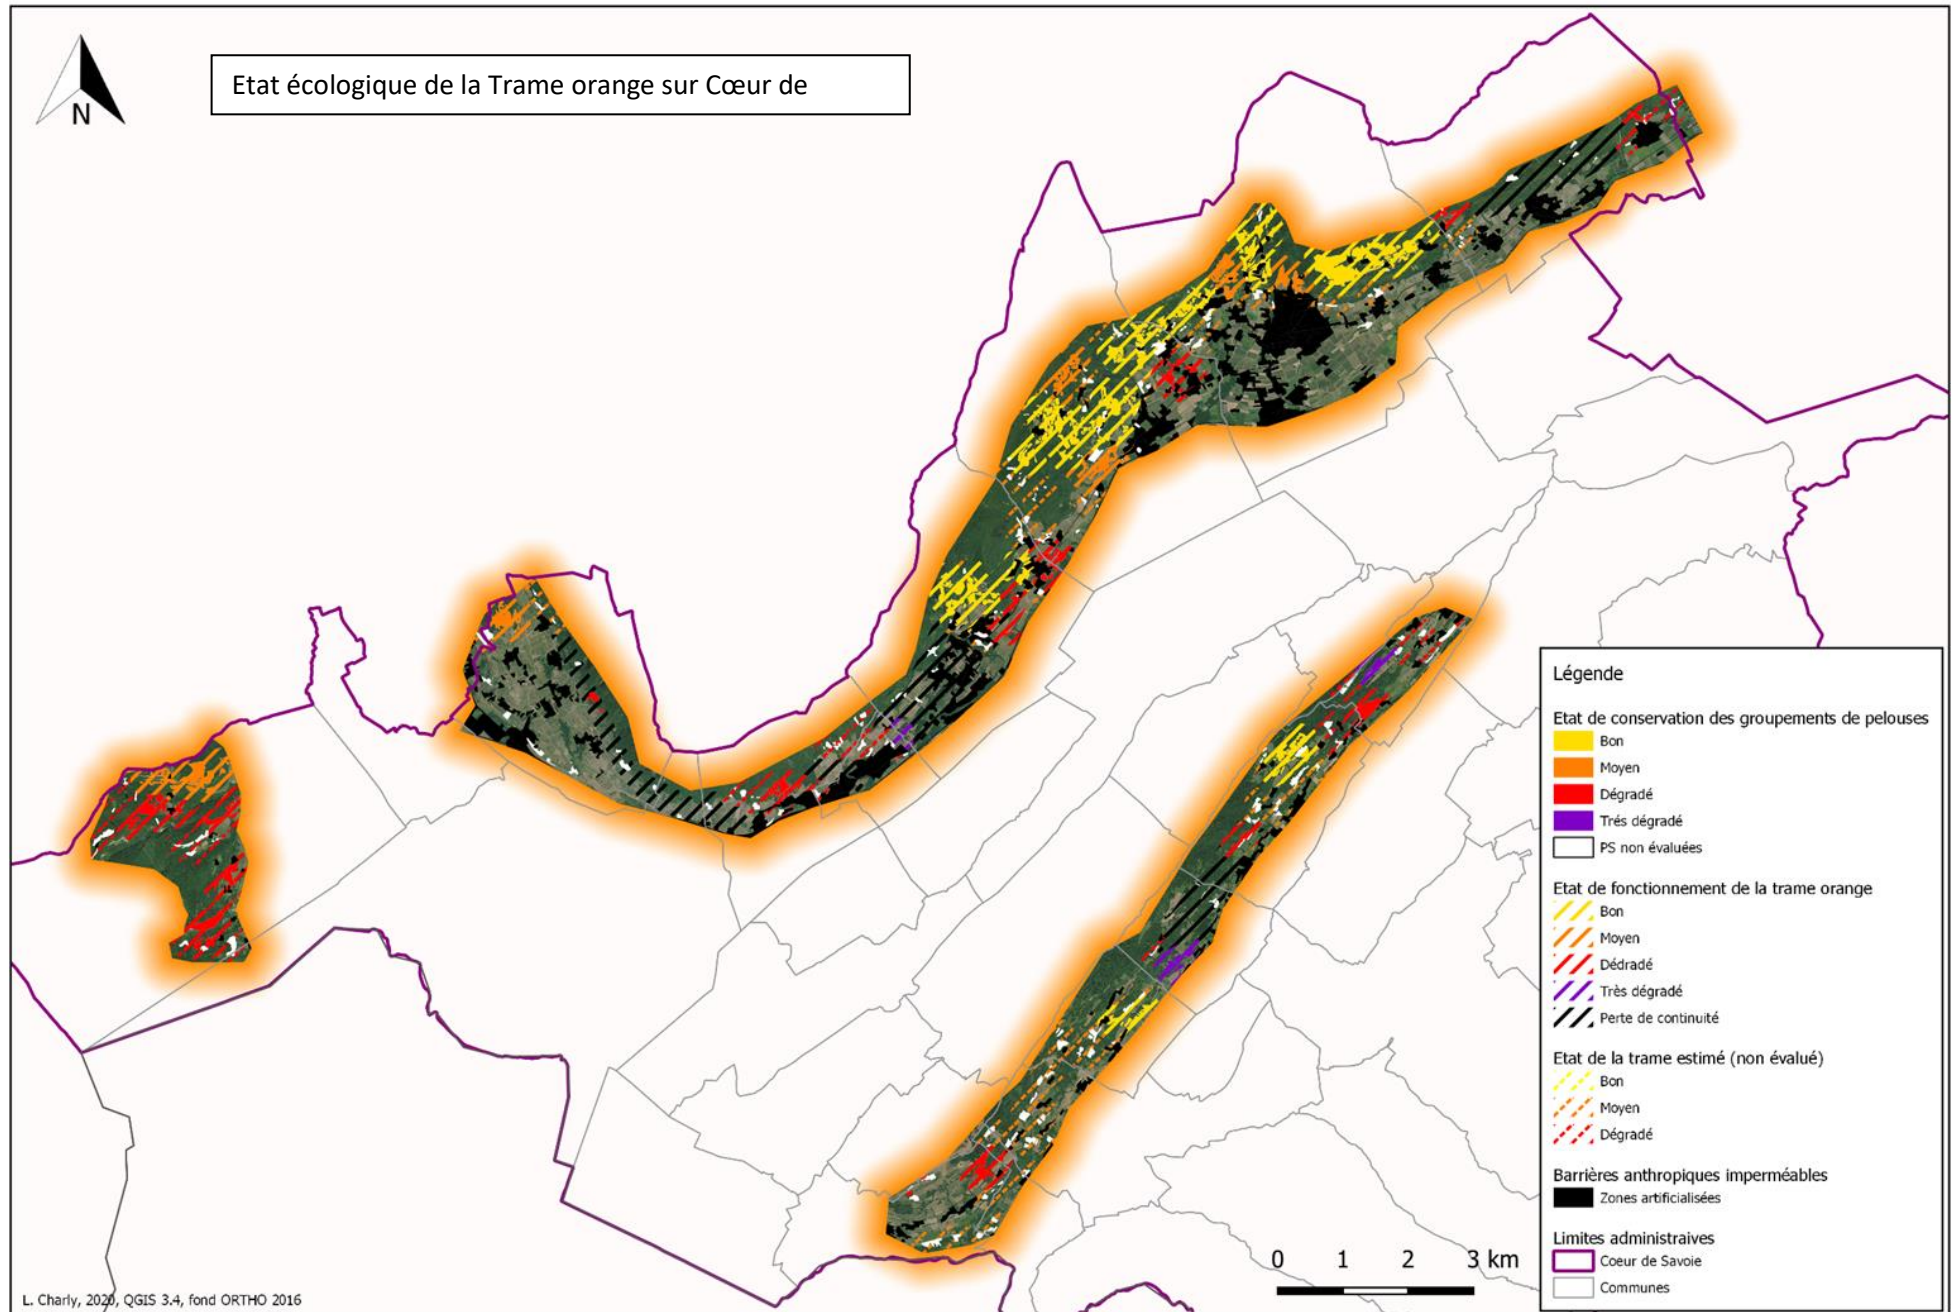 Etat écologique de la Trame orange sur Cœur de
N
Légende
Etat de conservation des groupements de pelouses
Bon
Moyen
Dégradé
Trés dégradé
PS non évaluées
Etat de fonctionnement de la trame orange
Bon
Moyen
Dédradé
Très dégradé
Perte de continuité
Etat de la trame estimé (non évalué)
Bon
Moyen
Dégradé
Barrières anthropiques imperméables
Zones artificialisées
Limites administraives
Coeur de Savoie
Communes
0 1 2 3 km
L. Charly, 2020, QGIS 3.4, fond ORTHO 2016